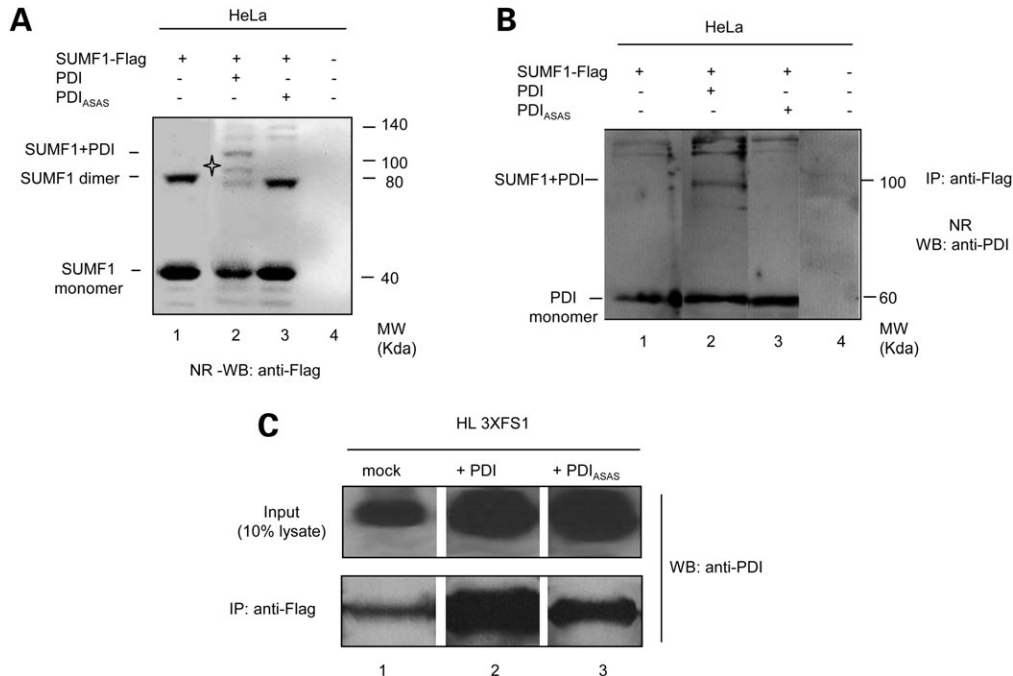 A
HeLa
SUMF1-Flag + + + -
PDI - + - -
PDIASAS - - + -
SUMF1+PDI
SUMF1 dimer
SUMF1
monomer
140
100
80
40
1 2 3 4
MW
(Kda)
NR -WB: anti-Flag
B
HeLa
SUMF1-Flag + + + -
PDI - + - -
PDIASAS - - + -
SUMF1+PDI
PDI
monomer
100
60
1 2 3 4
MW
(Kda)
IP: anti-Flag
NR
WB: anti-PDI
C
HL 3XFS1
mock + PDI + PDIASAS
Input
(10% lysate)
IP: anti-Flag
WB: anti-PDI
1 2 3